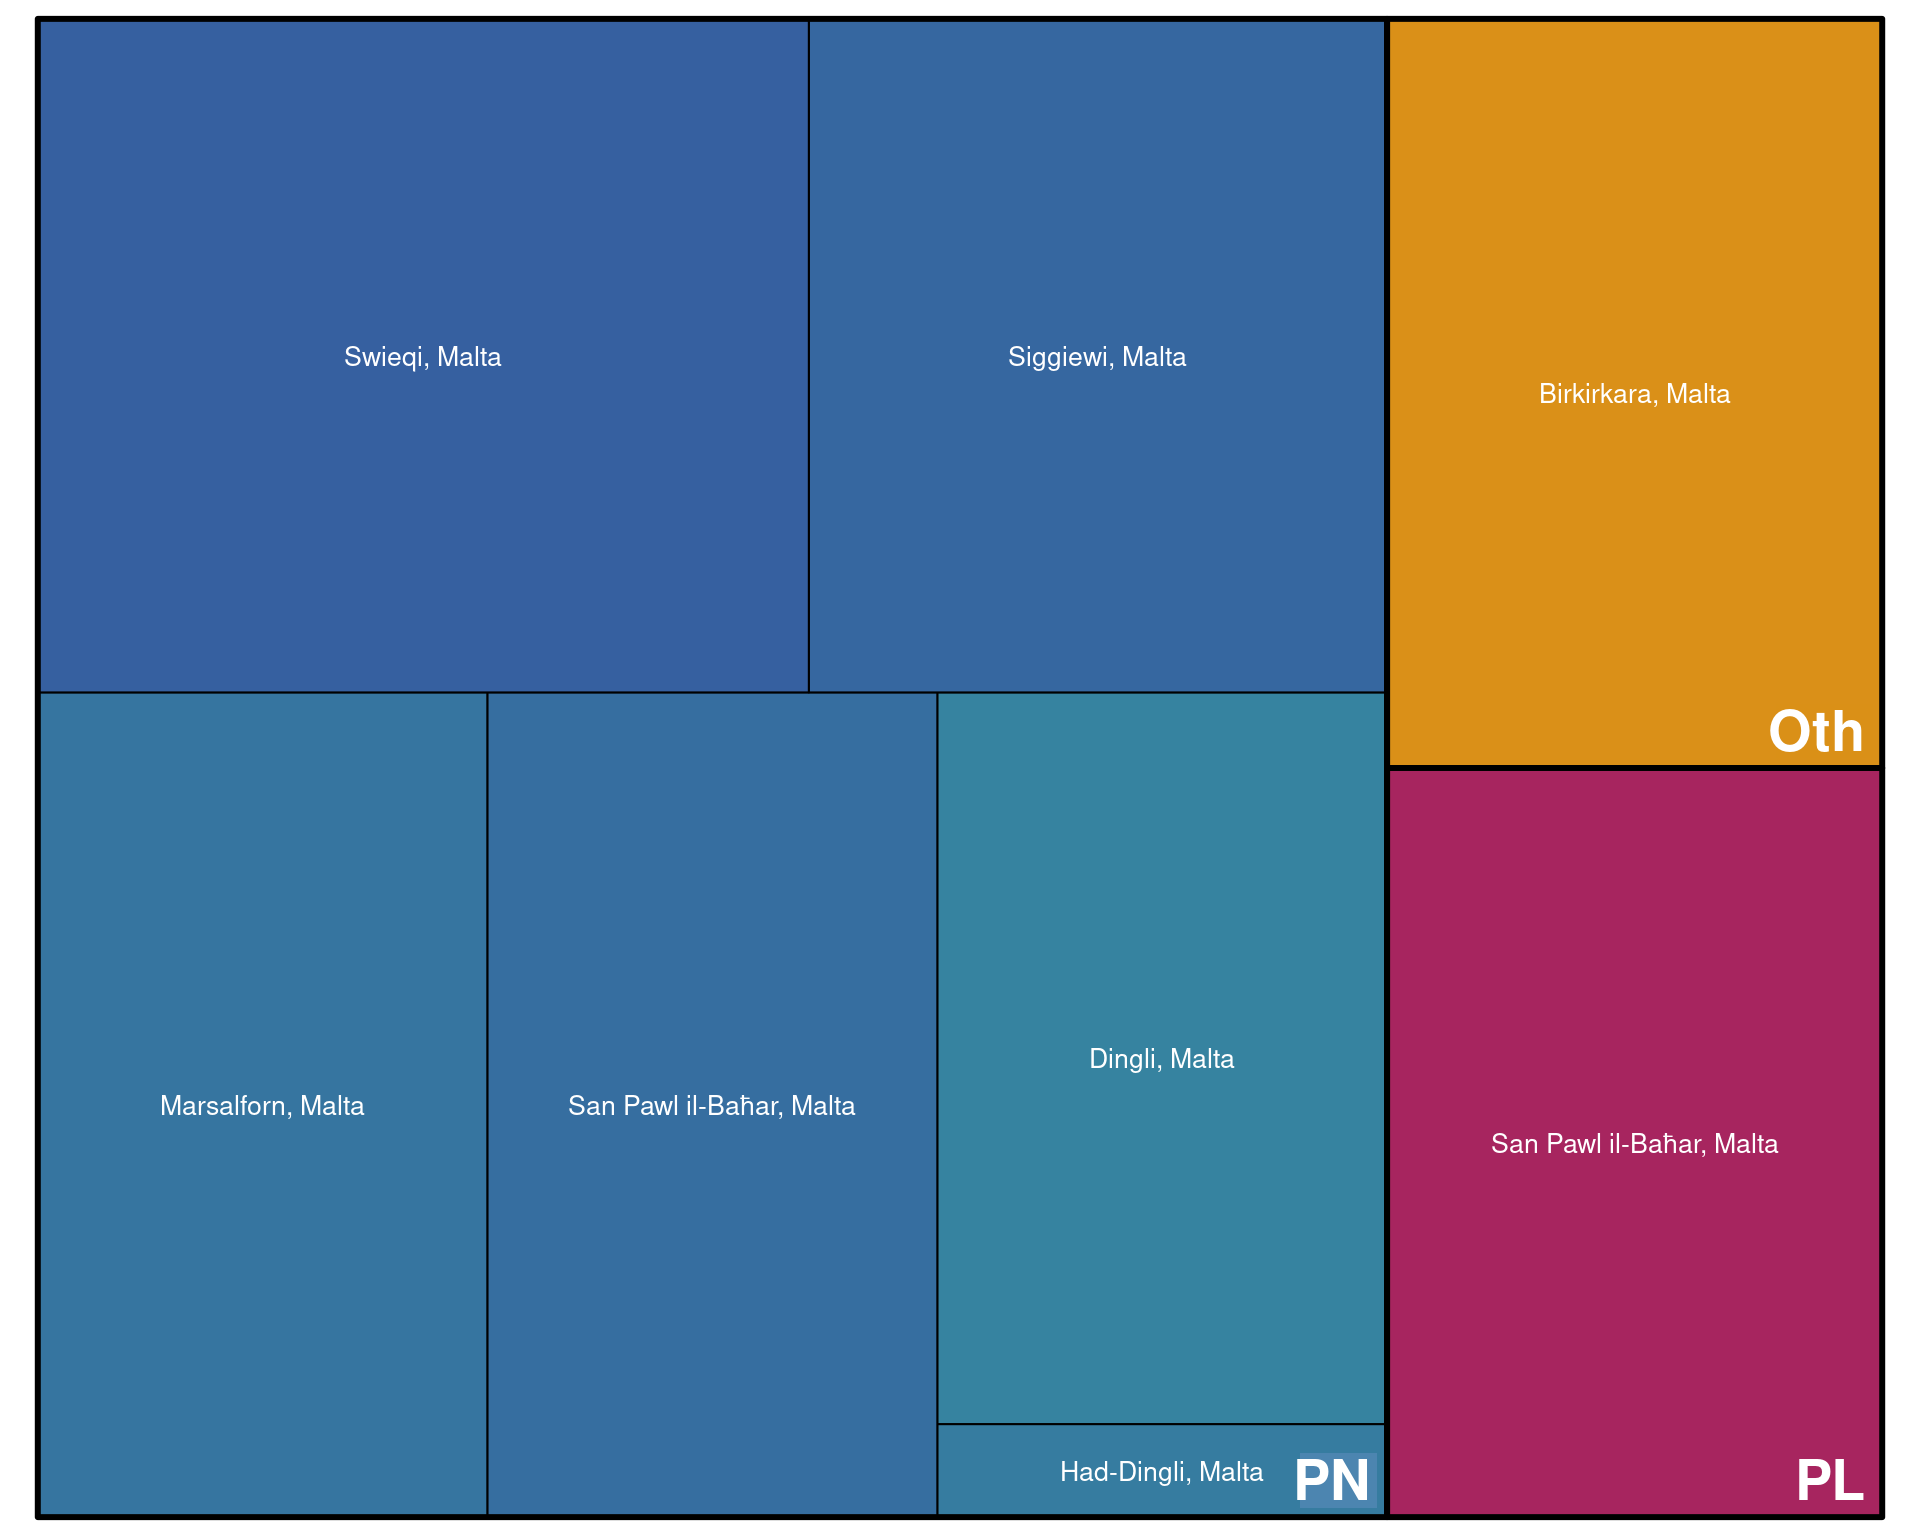 Swieqi, Malta
Siggiewi, Malta
Birkirkara, Malta
Oth
Marsalforn, Malta
San Pawl il-Baħar, Malta
Dingli, Malta
Had-Dingli, Malta
PN
San Pawl il-Baħar, Malta
PL